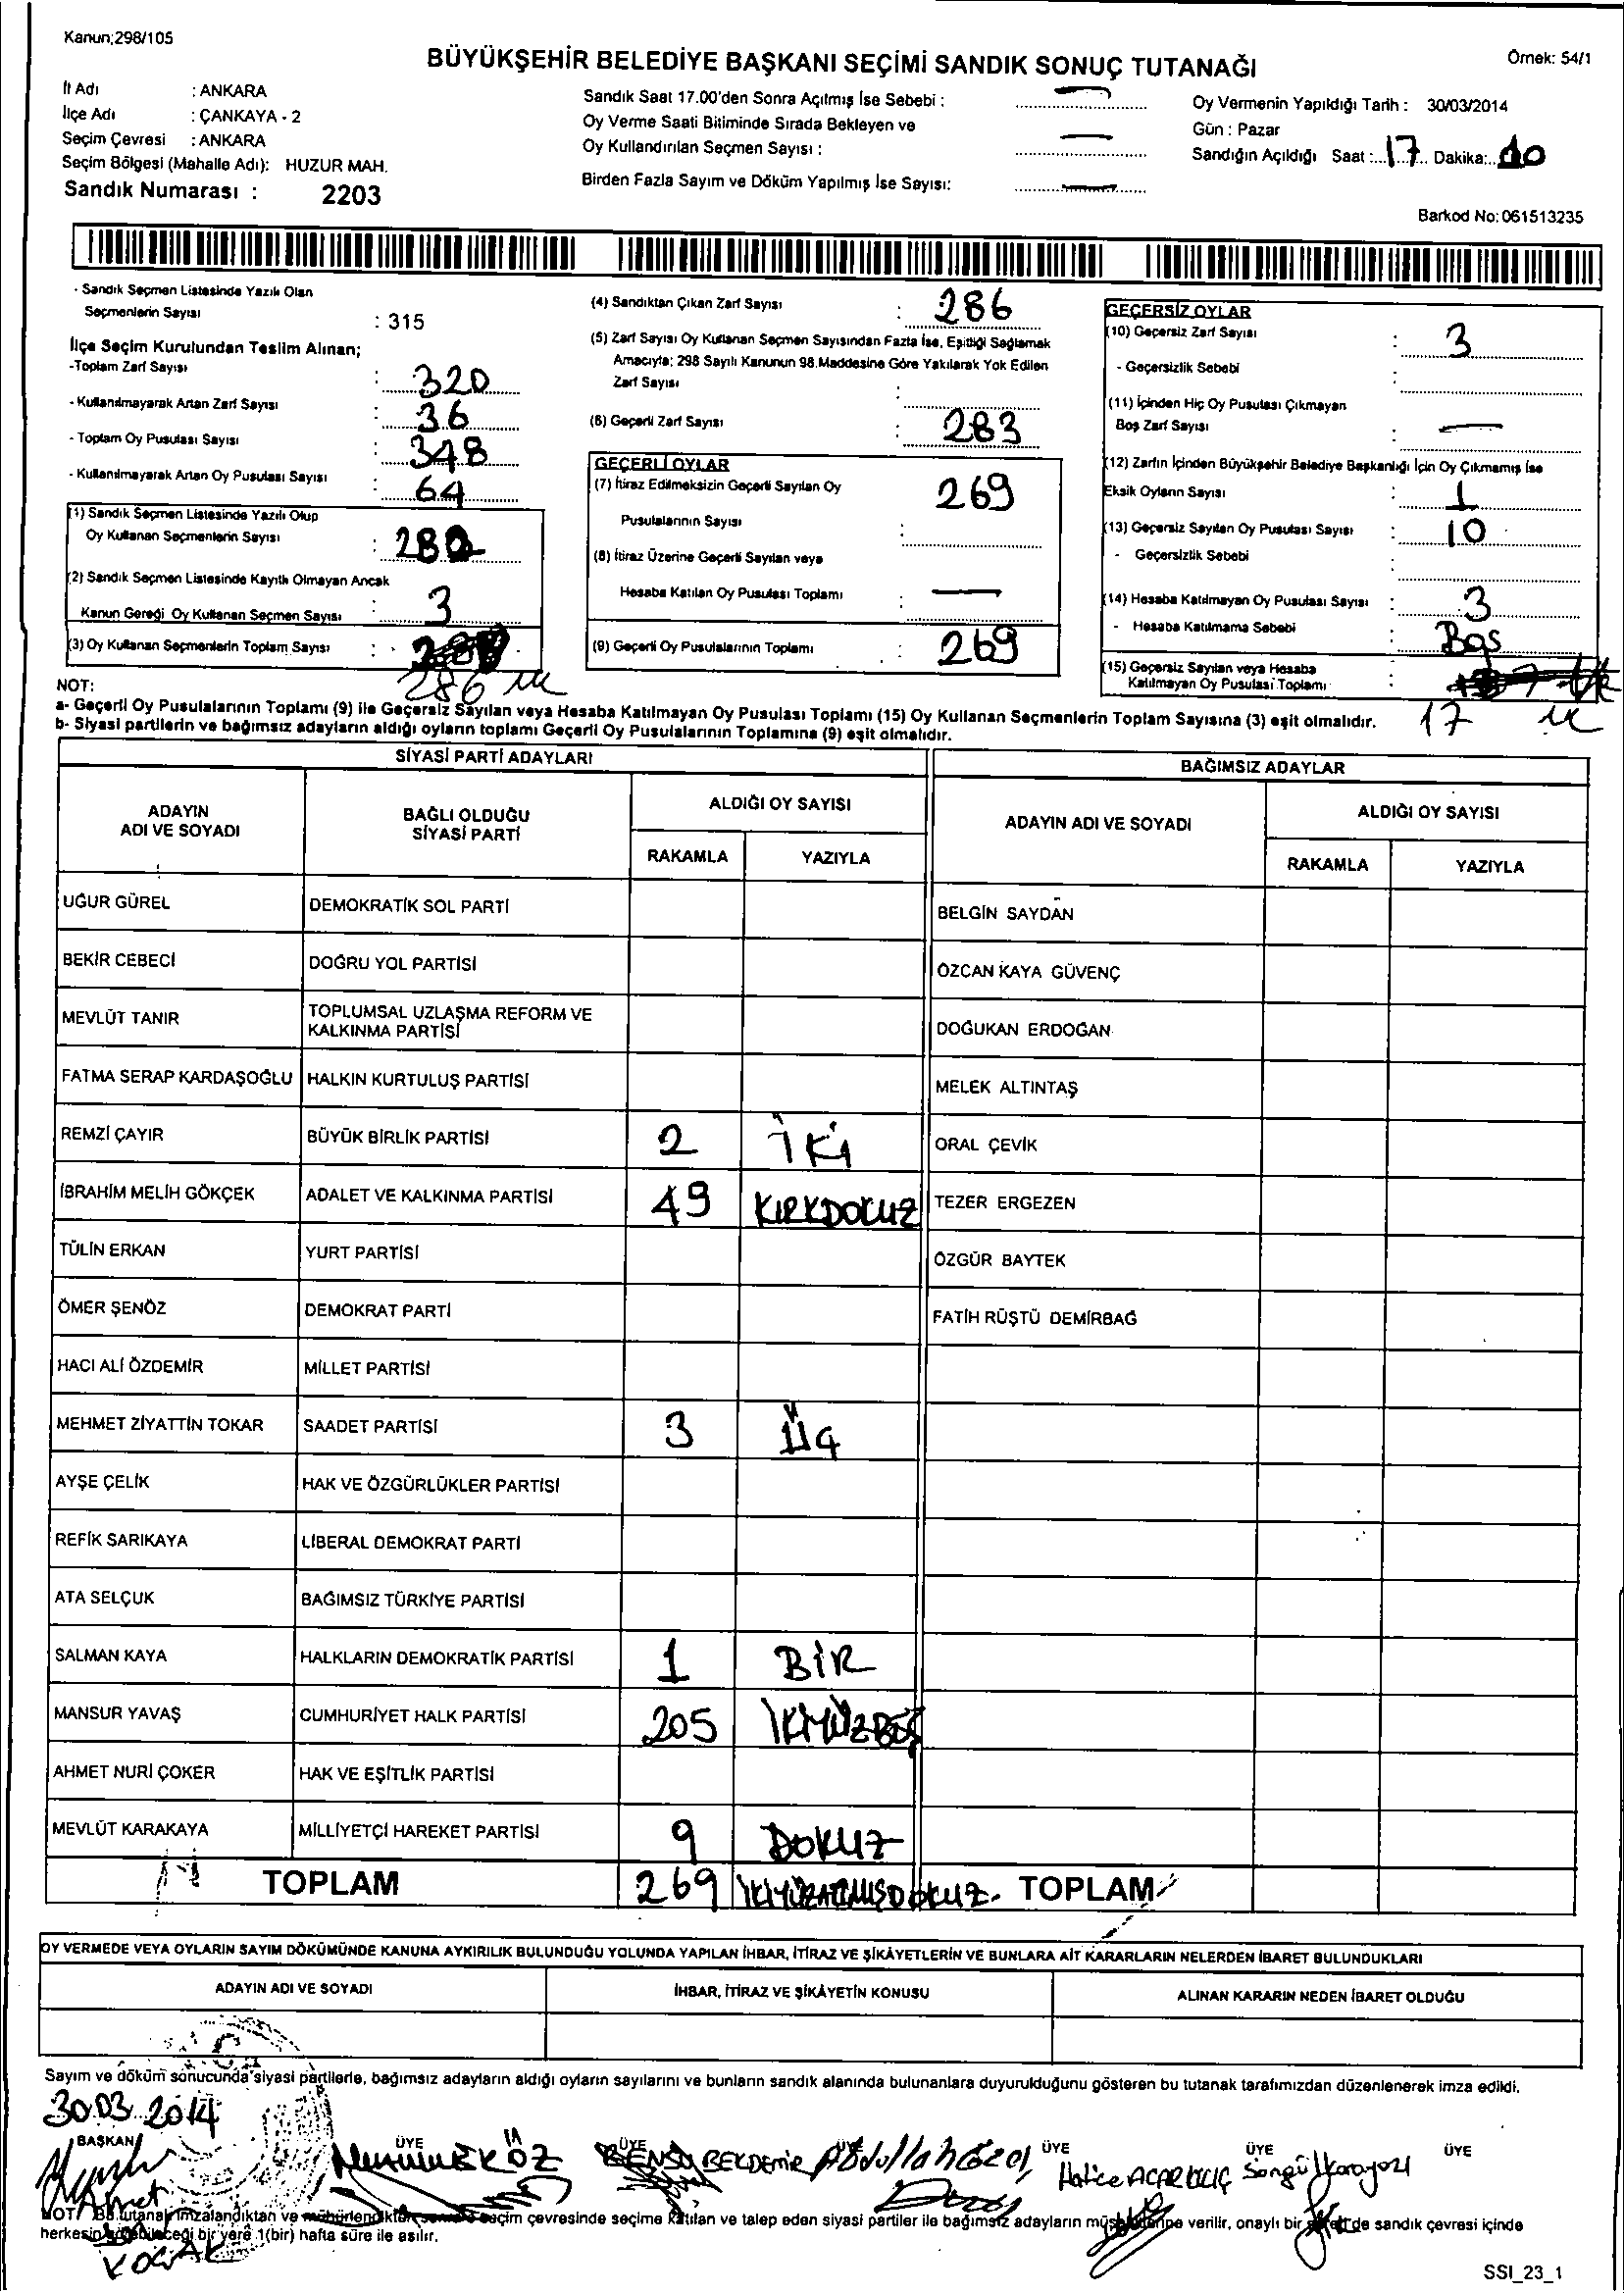 Kanun;298/105
BÜYÜKŞEHİR BELEDİYE BAŞKANI SEÇİMİ SANDIK SONUÇ TUTANAĞI
Örnek: 54/1
İl Adı : ANKARA
İlçe Adı : ÇANKAYA - 2
Seçim Çevresi : ANKARA
Seçim Bölgesi (Mahalle Adı): HUZUR MAH.
Sandık Numarası : 2203
Sandık Saat 17.00'den Sonra Açılmış İse Sebebi :
Oy Verme Saati Bitiminde Sırada Bekleyen ve
Oy Kullandırılan Seçmen Sayısı :
Birden Fazla Sayım ve Döküm Yapılmış İse Sayısı:
Oy Vermenin Yapıldığı Tarih : 30/03/2014
Gün : Pazar
Sandığın Açıldığı Saat : 17 Dakika: 10
Barkod No: 061513235
- Sandık Seçmen Listesinde Yazılı Olan
Seçmenlerin Sayısı : 315
İlçe Seçim Kurulundan Teslim Alınan;
-Toplam Zarf Sayısı : 320
- Kullanılmayarak Artan Zarf Sayısı : 36
- Toplam Oy Pusulası Sayısı : 348
- Kullanılmayarak Artan Oy Pusulası Sayısı : 64
(1) Sandık Seçmen Listesinde Yazılı Olup
Oy Kullanan Seçmenlerin Sayısı :
(2) Sandık Seçmen Listesinde Kayıtlı Olmayan Ancak
Kanun Gereği Oy Kullanan Seçmen Sayısı : 3
(3) Oy Kullanan Seçmenlerin Toplam Sayısı :
286
(4) Sandıktan Çıkan Zarf Sayısı : 286
(5) Zarf Sayısı Oy Kullanan Seçmen Sayısından Fazla İse, Eşitliği Sağlamak
Amacıyla; 298 Sayılı Kanunun 98.Maddesine Göre Yakılarak Yok Edilen
Zarf Sayısı :
(6) Geçerli Zarf Sayısı : 283
GEÇERLİ OYLAR
(7) İtiraz Edilmeksizin Geçerli Sayılan Oy
Pusulalarının Sayısı : 269
(8) İtiraz Üzerine Geçerli Sayılan veya
Hesaba Katılan Oy Pusulası Toplamı :
(9) Geçerli Oy Pusulalarının Toplamı : 269
GEÇERSİZ OYLAR
(10) Geçersiz Zarf Sayısı : 3
- Geçersizlik Sebebi :
(11) İçinden Hiç Oy Pusulası Çıkmayan
Boş Zarf Sayısı :
(12) Zarfın İçinden Büyükşehir Belediye Başkanlığı İçin Oy Çıkmamış İse
Eksik Oyların Sayısı : 1
(13) Geçersiz Sayılan Oy Pusulası Sayısı : 10
- Geçersizlik Sebebi :
(14) Hesaba Katılmayan Oy Pusulası Sayısı : 3
- Hesaba Katılmama Sebebi : Boş
(15) Geçersiz Sayılan veya Hesaba
Katılmayan Oy Pusulası Toplamı :
17
NOT:
a- Geçerli Oy Pusulalarının Toplamı (9) ile Geçersiz Sayılan veya Hesaba Katılmayan Oy Pusulası Toplamı (15) Oy Kullanan Seçmenlerin Toplam Sayısına (3) eşit olmalıdır.
b- Siyasi partilerin ve bağımsız adayların aldığı oyların toplamı Geçerli Oy Pusulalarının Toplamına (9) eşit olmalıdır.
SİYASİ PARTİ ADAYLARI
BAĞIMSIZ ADAYLAR
ADAYIN ADI VE SOYADI
BAĞLI OLDUĞU SİYASİ PARTİ
ALDIĞI OY SAYISI
RAKAMLA YAZIYLA
ADAYIN ADI VE SOYADI
ALDIĞI OY SAYISI
RAKAMLA YAZIYLA
UĞUR GÜREL DEMOKRATİK SOL PARTİ BELGİN SAYDAN
BEKİR CEBECİ DOĞRU YOL PARTİSİ ÖZCAN KAYA GÜVENÇ
MEVLÜT TANIR TOPLUMSAL UZLAŞMA REFORM VE KALKINMA PARTİSİ DOĞUKAN ERDOĞAN
FATMA SERAP KARDAŞOĞLU HALKIN KURTULUŞ PARTİSİ MELEK ALTINTAŞ
REMZİ ÇAYIR BÜYÜK BİRLİK PARTİSİ 2 İKİ ORAL ÇEVİK
İBRAHİM MELİH GÖKÇEK ADALET VE KALKINMA PARTİSİ 49 KIRKDOKUZ TEZER ERGEZEN
TÜLİN ERKAN YURT PARTİSİ ÖZGÜR BAYTEK
ÖMER ŞENÖZ DEMOKRAT PARTİ FATİH RÜŞTÜ DEMİRBAĞ
HACI ALİ ÖZDEMİR MİLLET PARTİSİ
MEHMET ZİYATTİN TOKAR SAADET PARTİSİ 3 ÜÇ
AYŞE ÇELİK HAK VE ÖZGÜRLÜKLER PARTİSİ
REFİK SARIKAYA LİBERAL DEMOKRAT PARTİ
ATA SELÇUK BAĞIMSIZ TÜRKİYE PARTİSİ
SALMAN KAYA HALKLARIN DEMOKRATİK PARTİSİ 1 BİR
MANSUR YAVAŞ CUMHURİYET HALK PARTİSİ 205 İKİYÜZBEŞ
AHMET NURİ ÇOKER HAK VE EŞİTLİK PARTİSİ
MEVLÜT KARAKAYA MİLLİYETÇİ HAREKET PARTİSİ 9 DOKUZ
TOPLAM 269 İKİYÜZATMIŞDOKUZ. TOPLAM
OY VERMEDE VEYA OYLARIN SAYIM DÖKÜMÜNDE KANUNA AYKIRILIK BULUNDUĞU YOLUNDA YAPILAN İHBAR, İTİRAZ VE ŞİKÂYETLERİN VE BUNLARA AİT KARARLARIN NELERDEN İBARET BULUNDUKLARI
ADAYIN ADI VE SOYADI
İHBAR, İTİRAZ VE ŞİKÂYETİN KONUSU
ALINAN KARARIN NEDEN İBARET OLDUĞU
Sayım ve döküm sonucunda siyasi partilerle, bağımsız adayların aldığı oyların sayılarını ve bunların sandık alanında bulunanlara duyurulduğunu gösteren bu tutanak tarafımızdan düzenlenerek imza edildi.
30.03.2014
BAŞKAN ÜYE ÜYE ÜYE ÜYE ÜYE
BENSU BEKDEMİR Hatice ACAR KILIÇ Songül Karagözl
Ahmet
KOÇAK
NOT: Bu tutanak imzalandıktan ve mühürlendikten sonra seçim çevresinde seçime katılan ve talep eden siyasi partiler ile bağımsız adayların müşahitlerine verilir, onaylı bir sureti de sandık çevresi içinde
herkesin görebileceği bir yere 1(bir) hafta süre ile asılır.
SSI_23_1